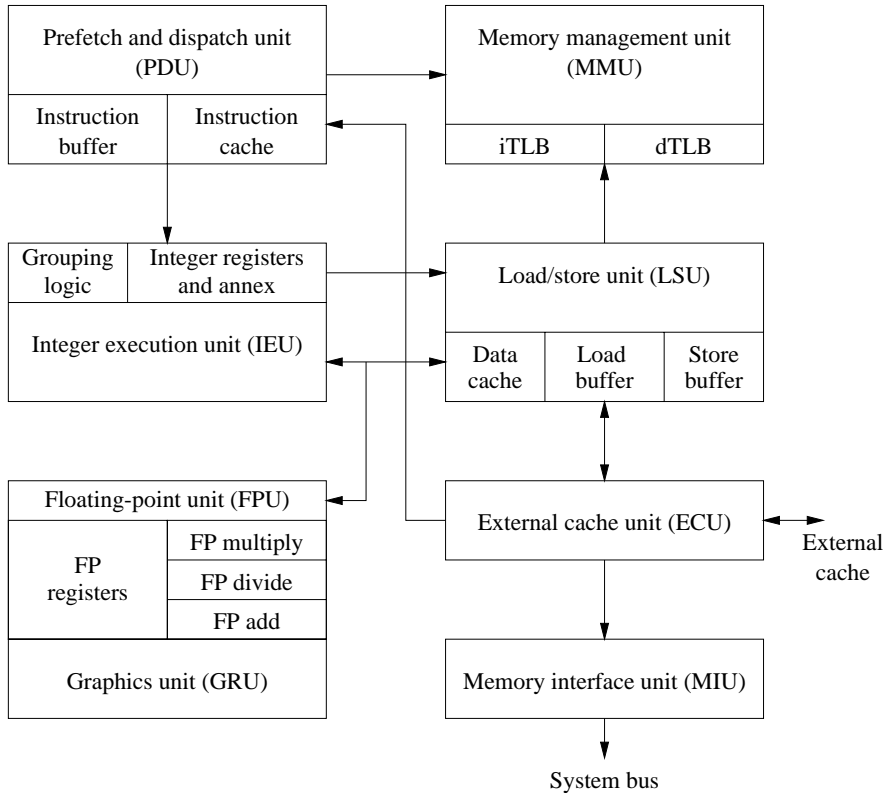 Prefetch and dispatch unit
(PDU)
Instruction
buffer
Instruction
cache
Memory management unit
(MMU)
iTLB
dTLB
Grouping
logic
Integer registers
and annex
Integer execution unit (IEU)
Load/store unit (LSU)
Data
cache
Load
buffer
Store
buffer
Floating-point unit (FPU)
FP
registers
FP multiply
FP divide
FP add
Graphics unit (GRU)
External cache unit (ECU)
External
cache
Memory interface unit (MIU)
System bus